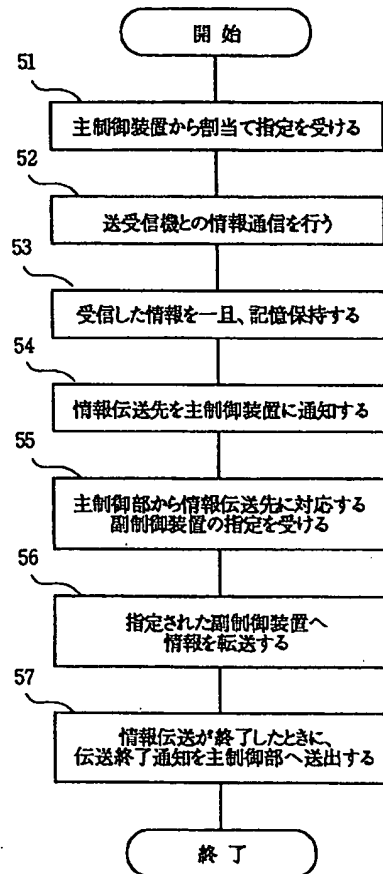 開始
51
主制御装置から割当て指定を受ける
52
送受信機との情報通信を行う
53
受信した情報を一旦、記憶保持する
54
情報伝送先を主制御装置に通知する
55
主制御部から情報伝送先に対応する
副制御装置の指定を受ける
56
指定された副制御装置へ
情報を転送する
57
情報伝送が終了したときに、
伝送終了通知を主制御部へ送出する
終了